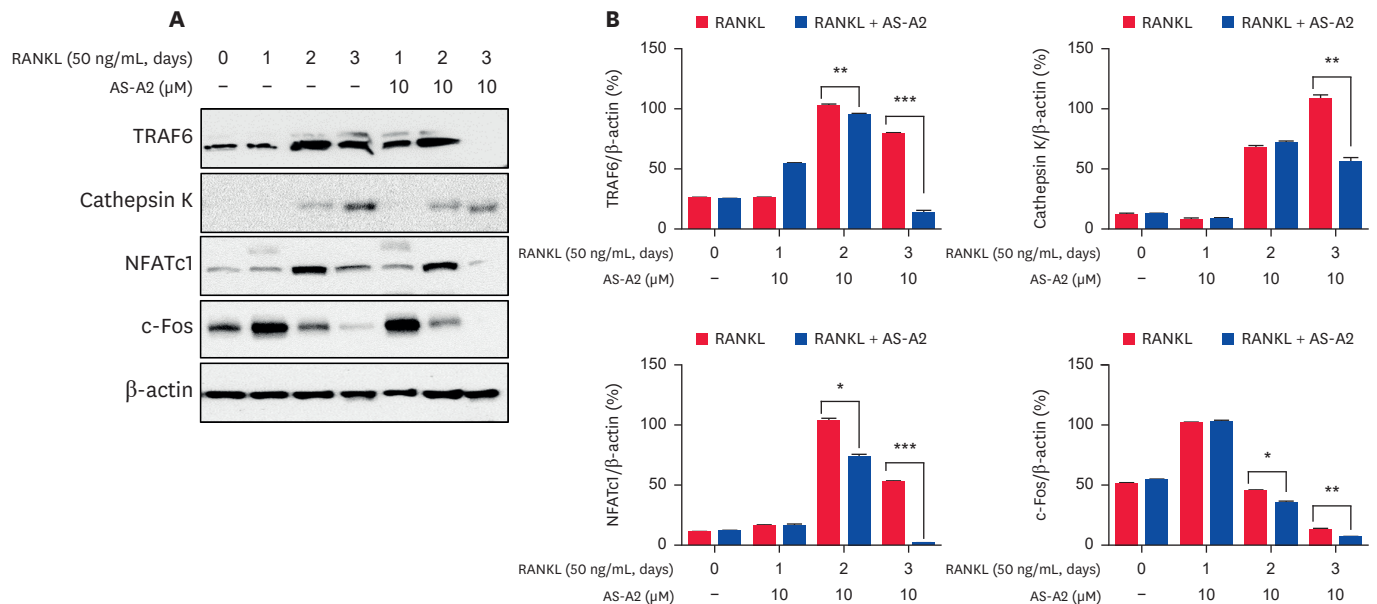 A
RANKL (50 ng/mL, days) 0 1 2 3 1 2 3
AS-A2 (µM) – – – – 10 10 10
TRAF6
Cathepsin K
NFATc1
c-Fos
β-actin
B
RANKL RANKL + AS-A2
150
100
50
0
TRAF6/β-actin (%)
** ***
RANKL (50 ng/mL, days) 0 1 2 3
AS-A2 (µM) – 10 10 10
RANKL RANKL + AS-A2
150
100
50
0
Cathepsin K/β-actin (%)
**
RANKL (50 ng/mL, days) 0 1 2 3
AS-A2 (µM) – 10 10 10
RANKL RANKL + AS-A2
150
100
50
0
NFATc1/β-actin (%)
* ***
RANKL (50 ng/mL, days) 0 1 2 3
AS-A2 (µM) – 10 10 10
RANKL RANKL + AS-A2
150
100
50
0
c-Fos/β-actin (%)
* **
RANKL (50 ng/mL, days) 0 1 2 3
AS-A2 (µM) – 10 10 10